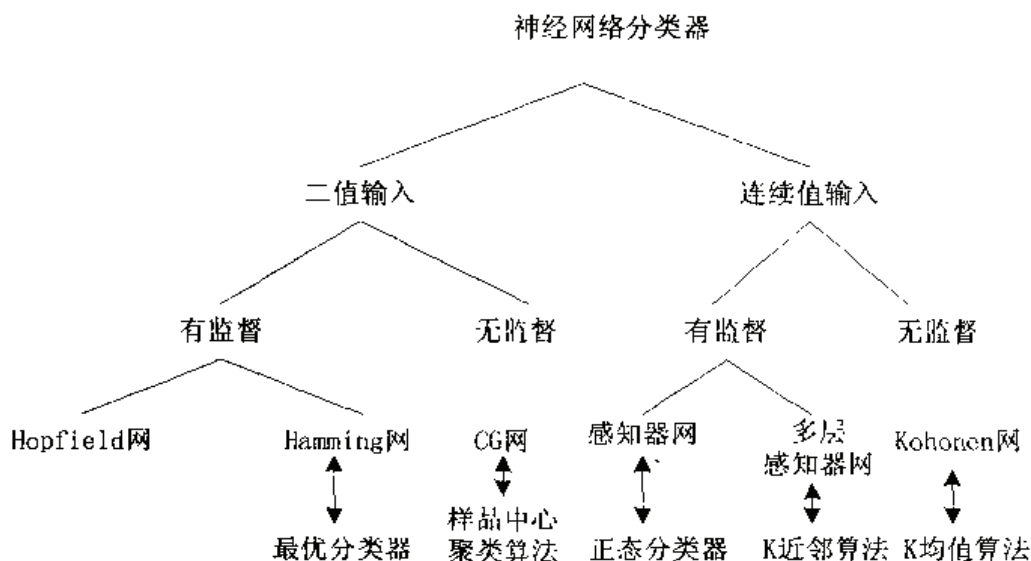 神经网络分类器
二值输入
连续值输入
有监督
无监督
有监督
无监督
Hopfield网
Hamming网
CG网
感知器网
多层
感知器网
Kohonen网
最优分类器
样品中心
聚类算法
正态分类器
K近邻算法
K均值算法